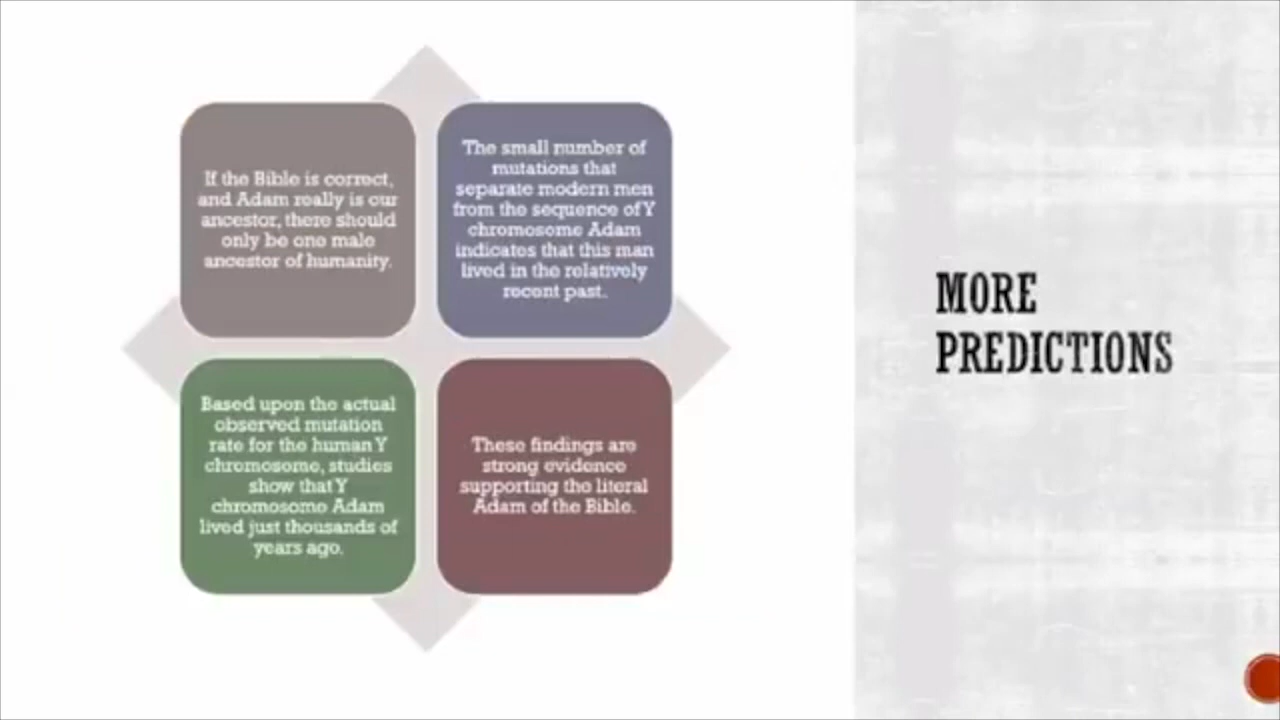 If the Bible is correct,
and Adam really is our
ancestor, there should
only be one male
ancestor of humanity.
The small number of
mutations that
separate modern men
from the sequence of Y
chromosome Adam
indicates that this man
lived in the relatively
recent past.
Based upon the actual
observed mutation
rate for the human Y
chromosome, studies
show that Y
chromosome Adam
lived just thousands of
years ago.
These findings are
strong evidence
supporting the literal
Adam of the Bible.
MORE
PREDICTIONS